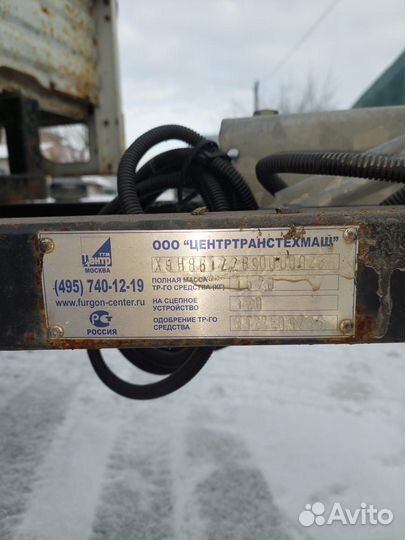 ТТМ
ЦЕНТР
МОСКВА
(495) 740-12-19
www.furgon-center.ru
РОССИЯ
ООО "ЦЕНТРТРАНСТЕХМАШ"
ПОЛНАЯ МАССА
ТР-ГО СРЕДСТВА (КГ)
НА СЦЕПНОЕ
УСТРОЙСТВО
ОДОБРЕНИЕ ТР-ГО
СРЕДСТВА
Avito